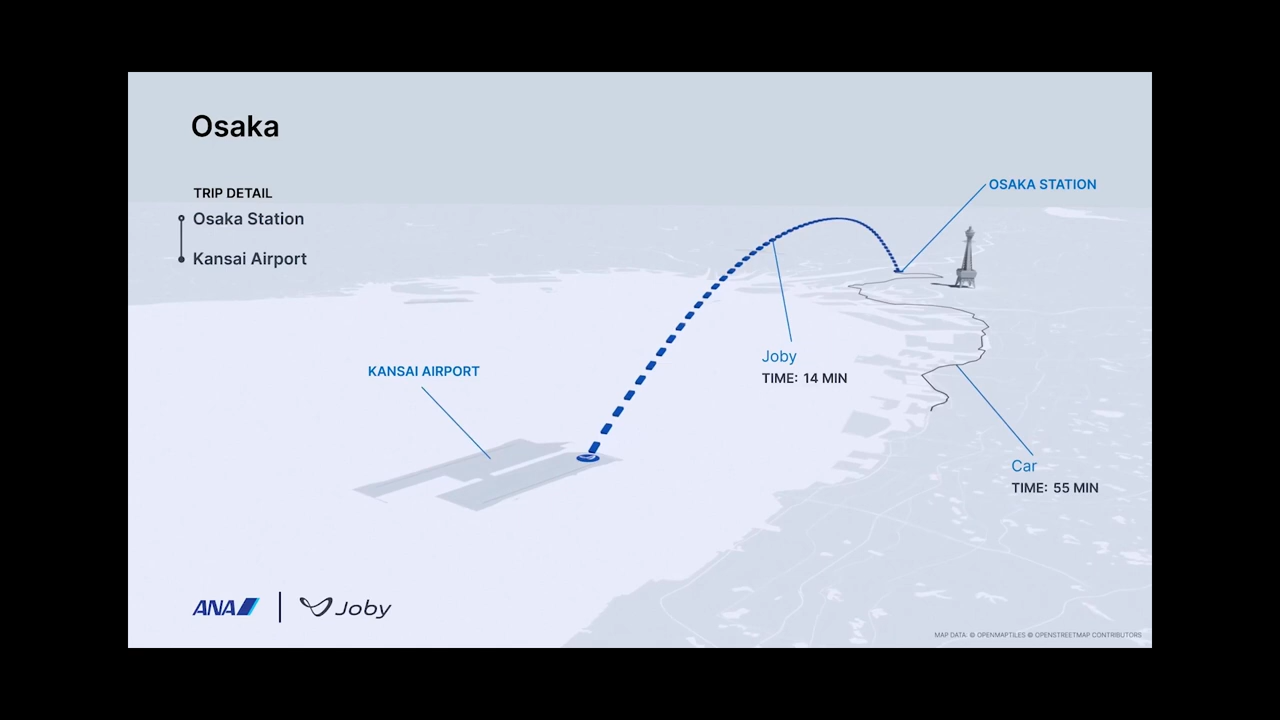 Osaka
TRIP DETAIL
Osaka Station
Kansai Airport
OSAKA STATION
Joby
TIME: 14 MIN
KANSAI AIRPORT
Car
TIME: 55 MIN
ANA
Joby
MAP DATA: © OPENMAPTILES © OPENSTREETMAP CONTRIBUTORS